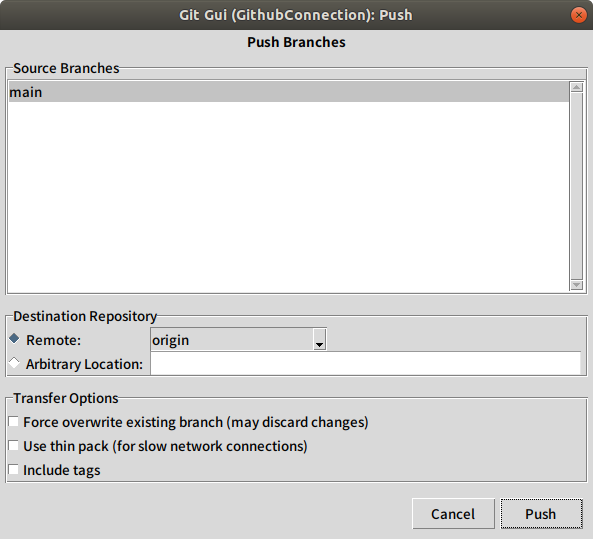 Git Gui (GithubConnection): Push
Push Branches
Source Branches
main
Destination Repository
Remote: origin
Arbitrary Location:
Transfer Options
Force overwrite existing branch (may discard changes)
Use thin pack (for slow network connections)
Include tags
Cancel Push